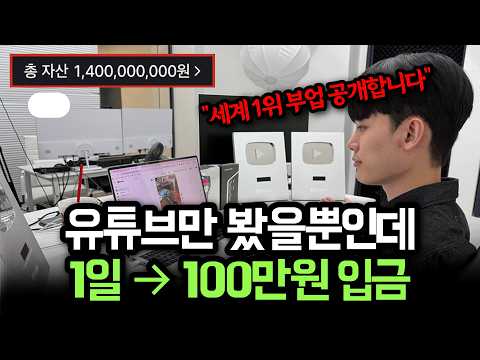 총 자산 1,400,000,000원 >
"세계 1위 부업 공개합니다"
유튜브만 봤을뿐인데
1일 → 100만원 입금